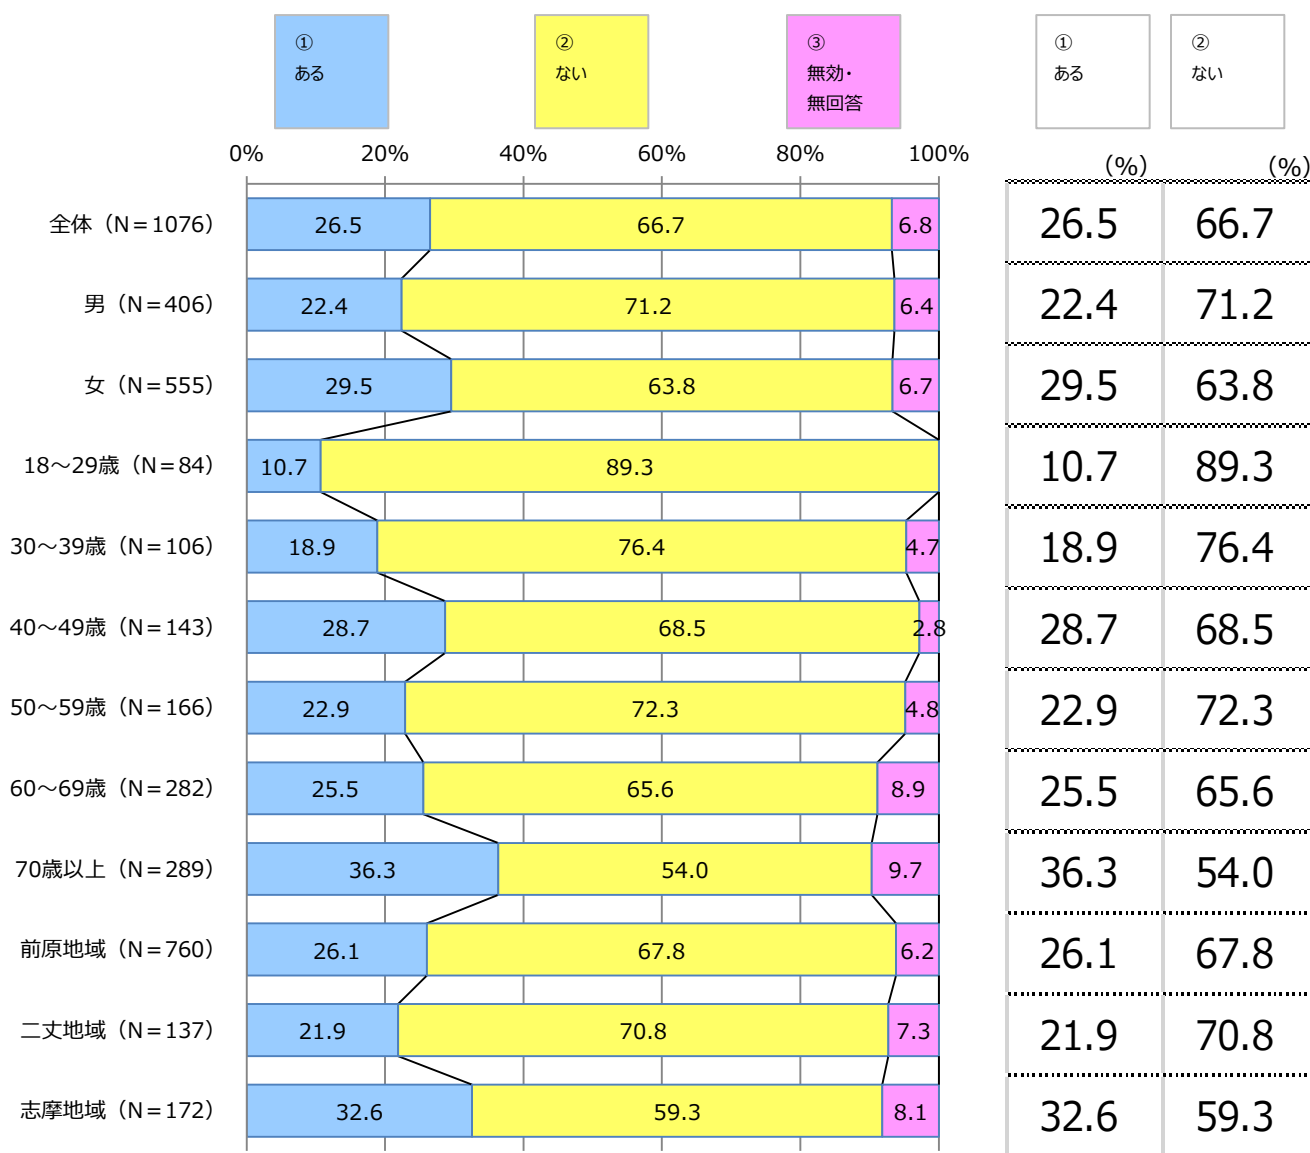 ① ② ③ ① ②
ある ない 無効・ ある ない
無回答
0% 20% 40% 60% 80% 100%
(%) (%)
全体（N＝1076） 26.5 66.7 6.8 26.5 66.7
男（N＝406） 22.4 71.2 6.4 22.4 71.2
女（N＝555） 29.5 63.8 6.7 29.5 63.8
18～29歳（N＝84） 10.7 89.3 10.7 89.3
30～39歳（N＝106） 18.9 76.4 4.7 18.9 76.4
40～49歳（N＝143） 28.7 68.5 2.8 28.7 68.5
50～59歳（N＝166） 22.9 72.3 4.8 22.9 72.3
60～69歳（N＝282） 25.5 65.6 8.9 25.5 65.6
70歳以上（N＝289） 36.3 54.0 9.7 36.3 54.0
前原地域（N＝760） 26.1 67.8 6.2 26.1 67.8
二丈地域（N＝137） 21.9 70.8 7.3 21.9 70.8
志摩地域（N＝172） 32.6 59.3 8.1 32.6 59.3